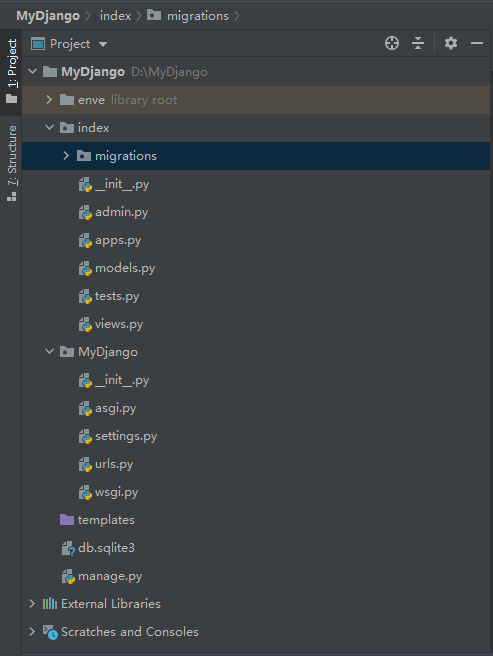 MyDjango index migrations
1: Project
7: Structure
Project
MyDjango D:\MyDjango
enve library root
index
migrations
__init__.py
admin.py
apps.py
models.py
tests.py
views.py
MyDjango
__init__.py
asgi.py
settings.py
urls.py
wsgi.py
templates
db.sqlite3
manage.py
External Libraries
Scratches and Consoles